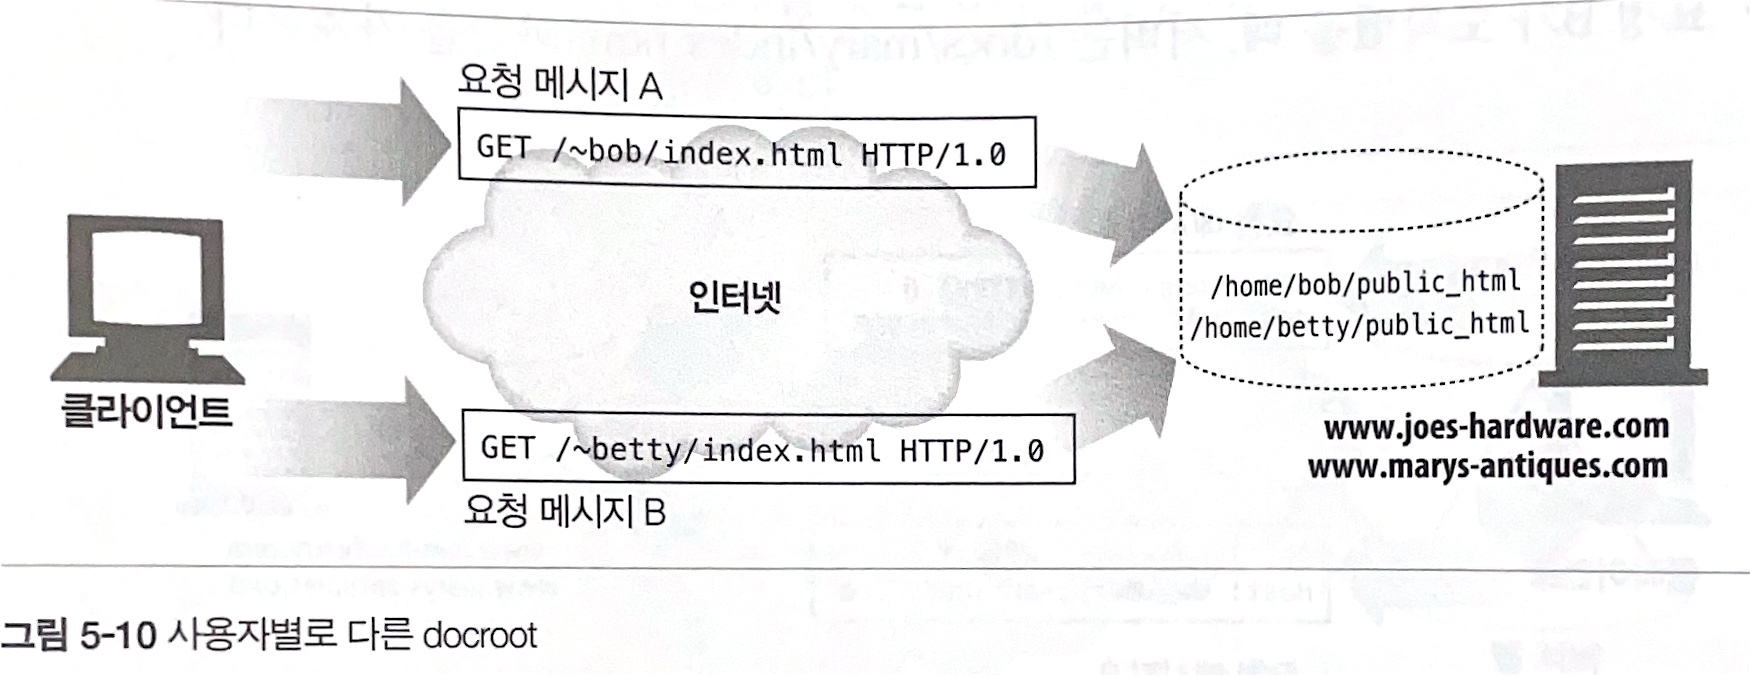 요청 메시지 A
GET /~bob/index.html HTTP/1.0
인터넷
/home/bob/public_html
/home/betty/public_html
클라이언트
www.joes-hardware.com
www.marys-antiques.com
GET /~betty/index.html HTTP/1.0
요청 메시지 B
그림 5-10 사용자별로 다른 docroot